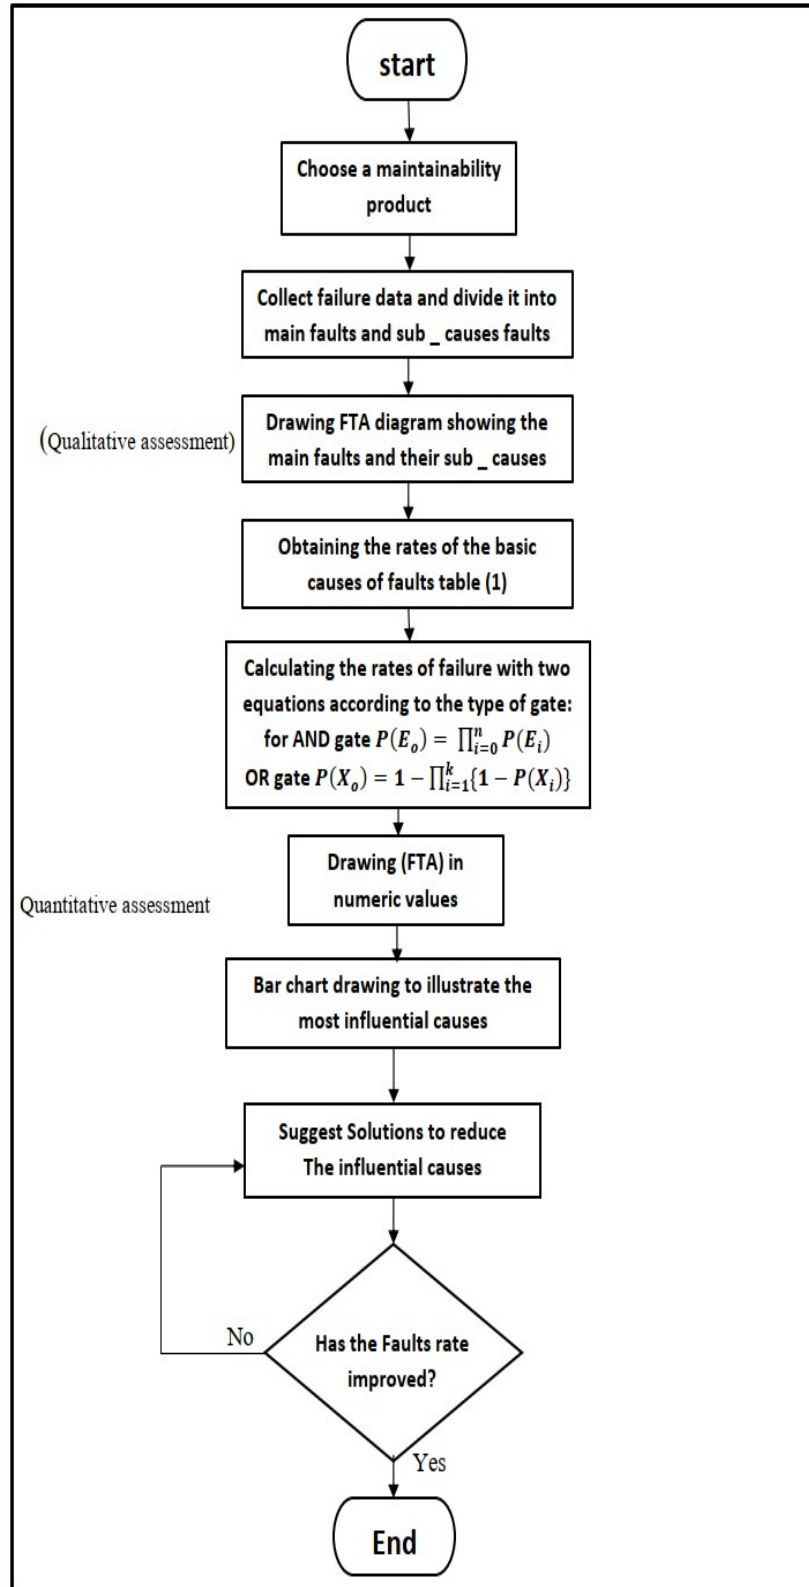 start
Choose a maintainability
product
Collect failure data and divide it into
main faults and sub _ causes faults
(Qualitative assessment)
Drawing FTA diagram showing the
main faults and their sub _ causes
Obtaining the rates of the basic
causes of faults table (1)
Calculating the rates of failure with two
equations according to the type of gate:
for AND gate P(E_o) = ∏_{i=0}^{n} P(E_i)
OR gate P(X_o) = 1 − ∏_{i=1}^{k}{1 − P(X_i)}
Drawing (FTA) in
numeric values
Quantitative assessment
Bar chart drawing to illustrate the
most influential causes
Suggest Solutions to reduce
The influential causes
No
Has the Faults rate
improved?
Yes
End